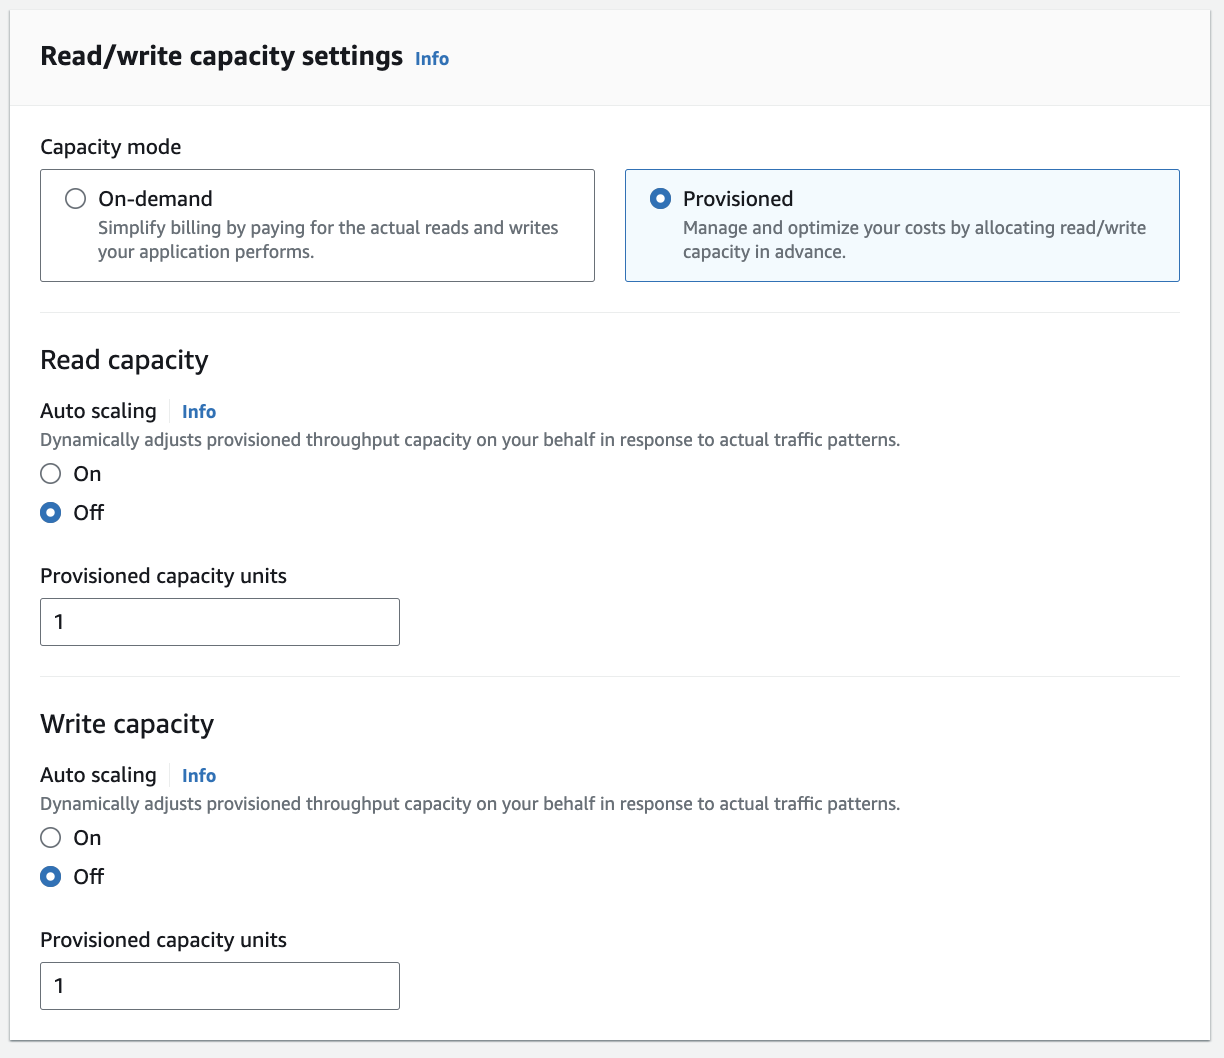 Read/write capacity settings Info
Capacity mode
On-demand
Simplify billing by paying for the actual reads and writes
your application performs.
Provisioned
Manage and optimize your costs by allocating read/write
capacity in advance.
Read capacity
Auto scaling Info
Dynamically adjusts provisioned throughput capacity on your behalf in response to actual traffic patterns.
On
Off
Provisioned capacity units
1
Write capacity
Auto scaling Info
Dynamically adjusts provisioned throughput capacity on your behalf in response to actual traffic patterns.
On
Off
Provisioned capacity units
1